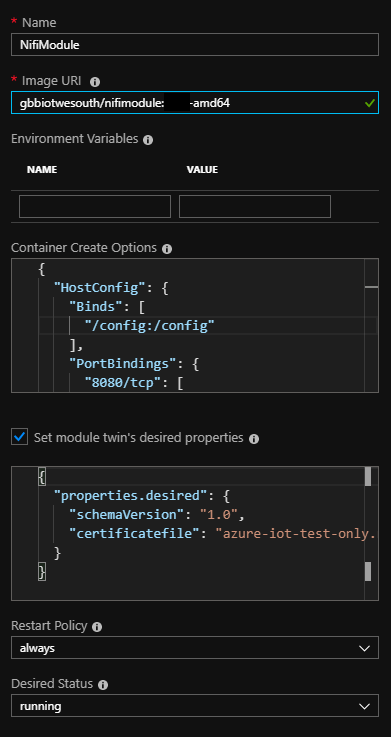 * Name
NifiModule
* Image URI
gbbiotwesouth/nifimodule: -amd64
Environment Variables
NAME VALUE
Container Create Options
{
"HostConfig": {
"Binds": [
"/config:/config"
],
"PortBindings": {
"8080/tcp": [
Set module twin's desired properties
{
"properties.desired": {
"schemaVersion": "1.0",
"certificatefile": "azure-iot-test-only.
}
}
Restart Policy
always
Desired Status
running